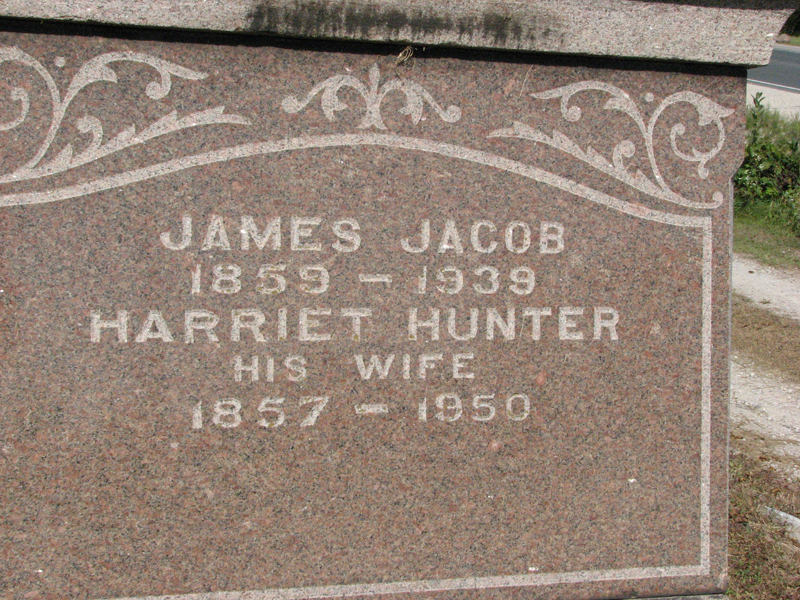 JAMES JACOB
1859 - 1939
HARRIET HUNTER
HIS WIFE
1857 - 1950